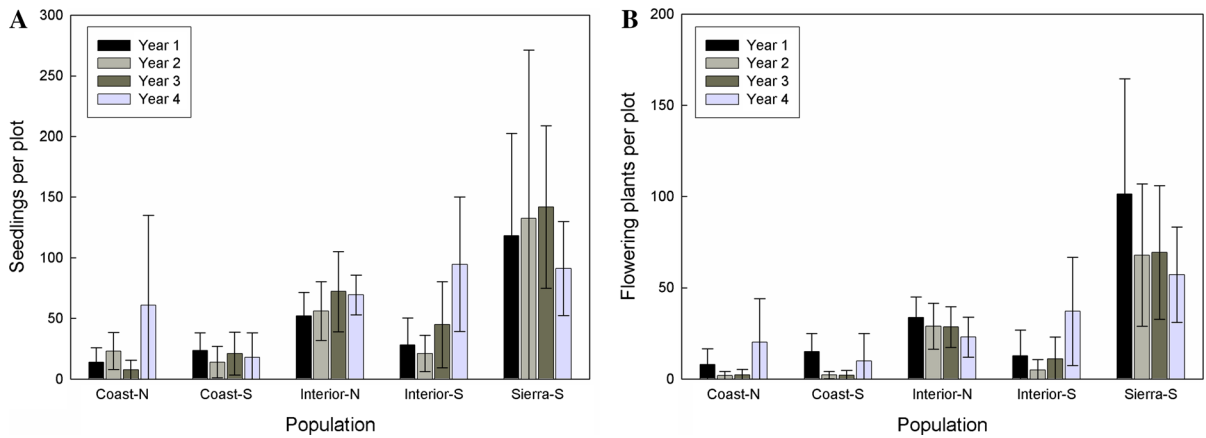 A
Seedlings per plot
300
250
200
150
100
50
0
Year 1
Year 2
Year 3
Year 4
Coast-N Coast-S Interior-N Interior-S Sierra-S
Population
B
Flowering plants per plot
200
150
100
50
0
Year 1
Year 2
Year 3
Year 4
Coast-N Coast-S Interior-N Interior-S Sierra-S
Population